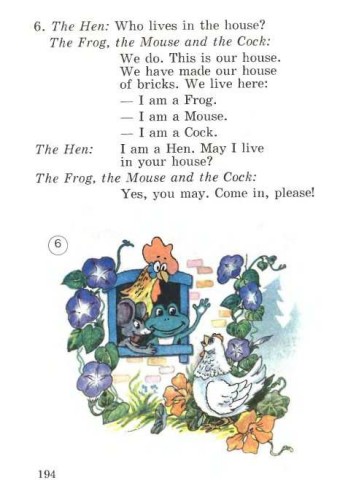 6. The Hen: Who lives in the house?
The Frog, the Mouse and the Cock:
We do. This is our house.
We have made our house
of bricks. We live here:
— I am a Frog.
— I am a Mouse.
— I am a Cock.
The Hen: I am a Hen. May I live
in your house?
The Frog, the Mouse and the Cock:
Yes, you may. Come in, please!
6
194